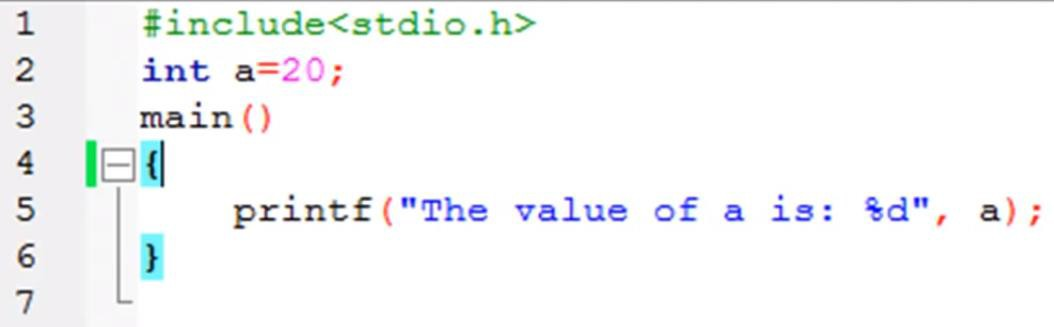 1 #include<stdio.h>
2 int a=20;
3 main()
4 {
5 printf("The value of a is: %d", a);
6 }
7